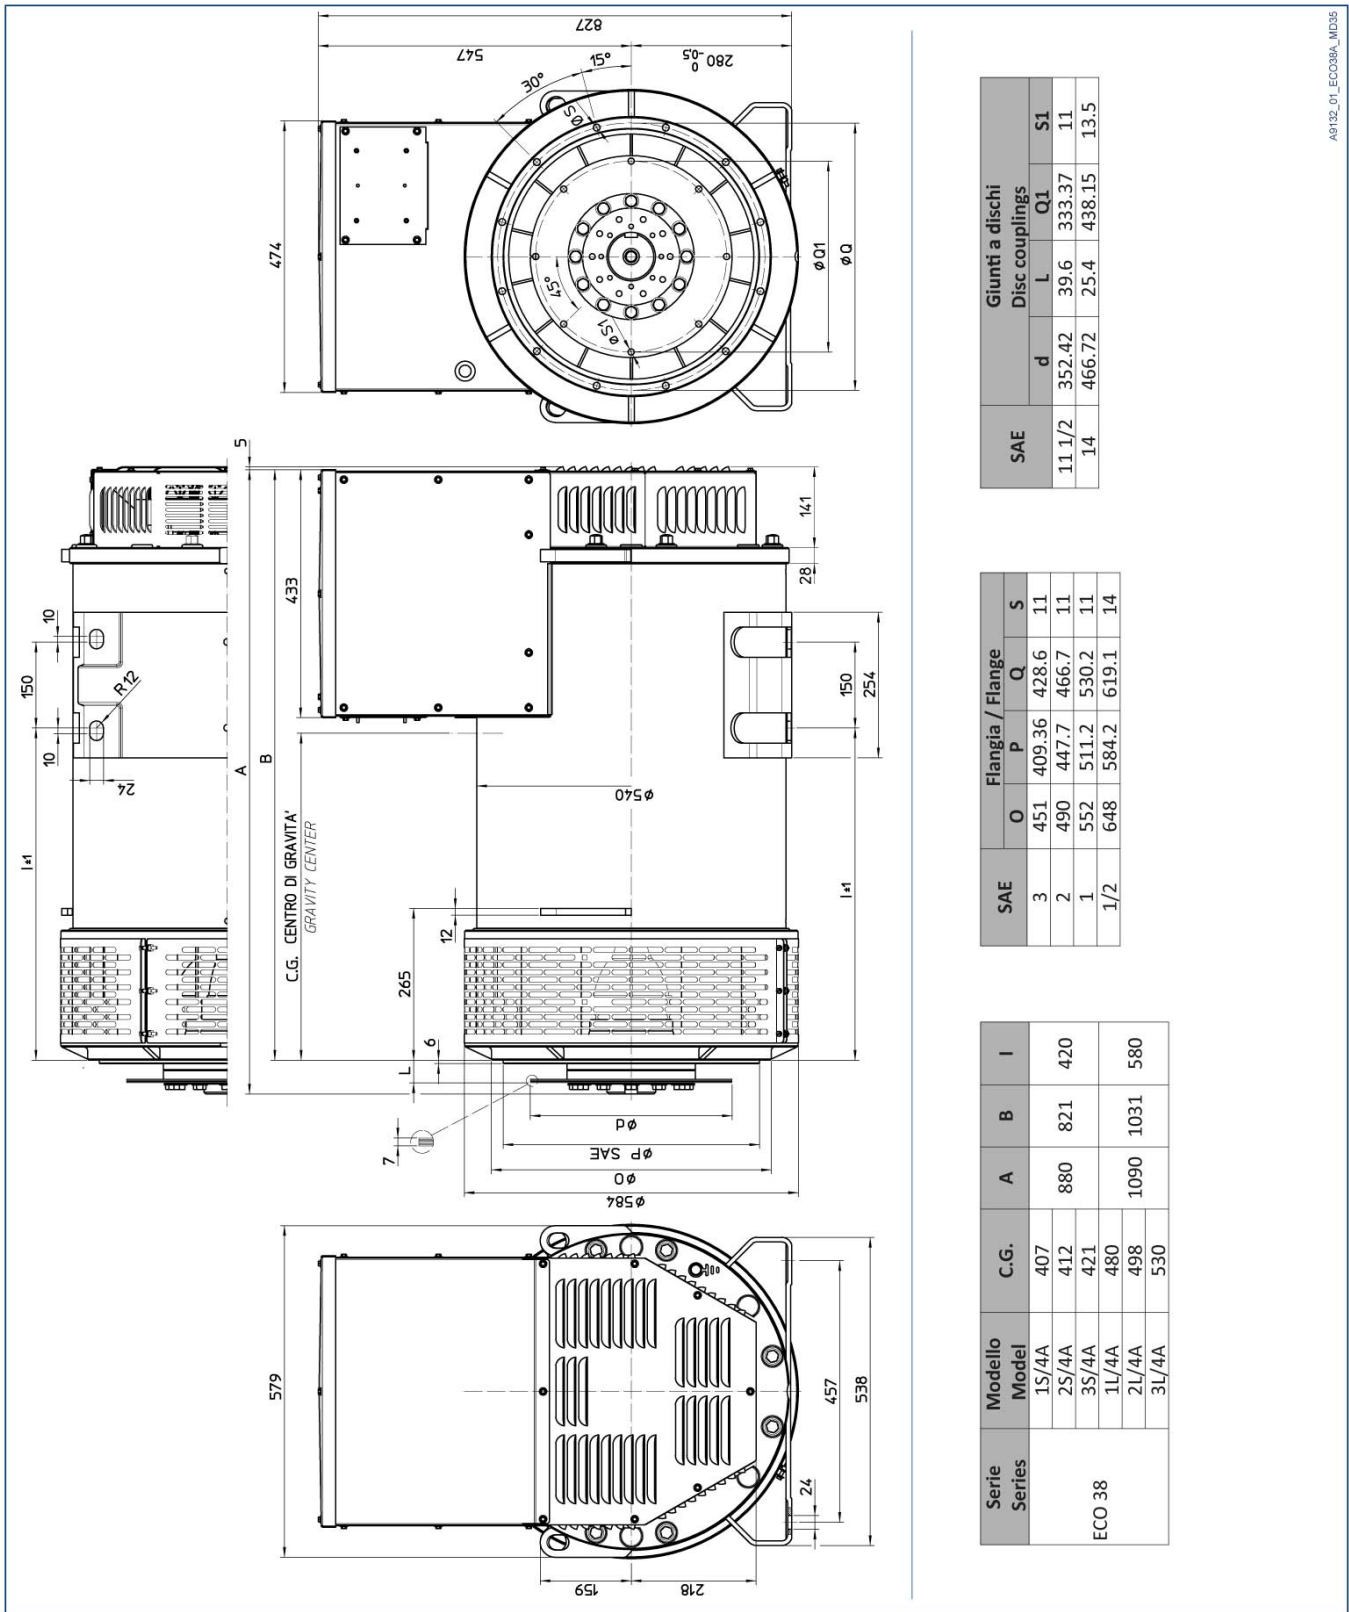 A9132_01_ECO38A_MD35
827
547
280 0 -0,5
30°
15°
474
Ø S
45°
Ø S1
Ø Q1
Ø Q
5
10
150
10
R12
24
I ±1
A
B
433
C.G. CENTRO DI GRAVITA'
GRAVITY CENTER
141
28
150
254
Ø 540
I ±1
12
265
6
L
7
Ød
ØP SAE
ØO
Ø 584
579
457
538
24
159
218
Serie Modello C.G. A B I
Series Model
ECO 38
1S/4A 407
2S/4A 412 880 821 420
3S/4A 421
1L/4A 480
2L/4A 498 1090 1031 580
3L/4A 530
SAE Flangia / Flange
O P Q S
3 451 409.36 428.6 11
2 490 447.7 466.7 11
1 552 511.2 530.2 11
1/2 648 584.2 619.1 14
SAE Giunti a dischi
Disc couplings
d L Q1 S1
11 1/2 352.42 39.6 333.37 11
14 466.72 25.4 438.15 13.5